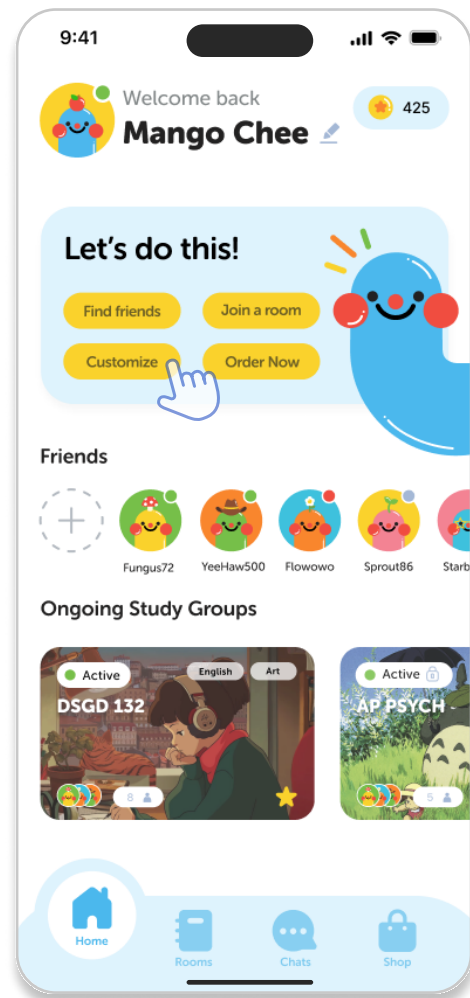 9:41
Welcome back
Mango Chee
425
Let's do this!
Find friends
Join a room
Customize
Order Now
Friends
Fungus72
YeeHaw500
Flowowo
Sprout86
Starb
Ongoing Study Groups
Active
English
Art
DSGD 132
8
Active
AP PSYCH -
5
Home
Rooms
Chats
Shop